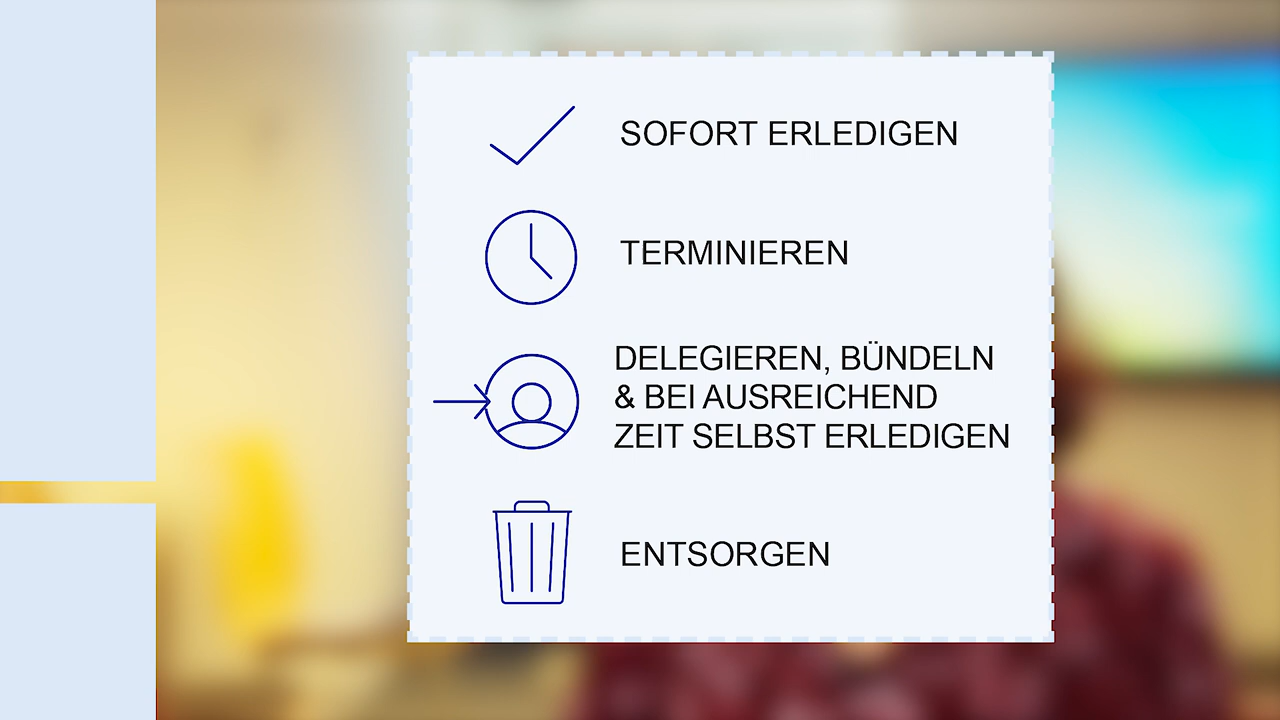 SOFORT ERLEDIGEN
TERMINIEREN
DELEGIEREN, BÜNDELN
& BEI AUSREICHEND
ZEIT SELBST ERLEDIGEN
ENTSORGEN